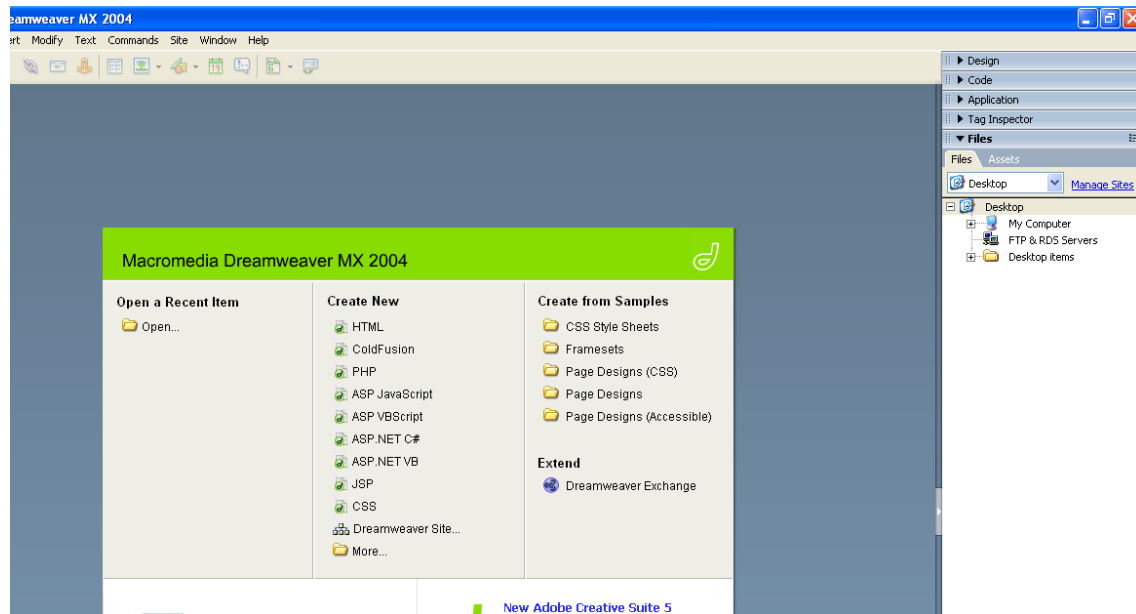 eamweaver MX 2004
ert Modify Text Commands Site Window Help
19
Design
Code
Application
Tag Inspector
Files
Files Assets
Desktop Manage Sites
Desktop
My Computer
FTP & RDS Servers
Desktop items
Macromedia Dreamweaver MX 2004
Open a Recent Item
Open...
Create New
HTML
ColdFusion
PHP
ASP JavaScript
ASP VBScript
ASP.NET C#
ASP.NET VB
JSP
CSS
Dreamweaver Site...
More...
Create from Samples
CSS Style Sheets
Framesets
Page Designs (CSS)
Page Designs
Page Designs (Accessible)
Extend
Dreamweaver Exchange
New Adobe Creative Suite 5